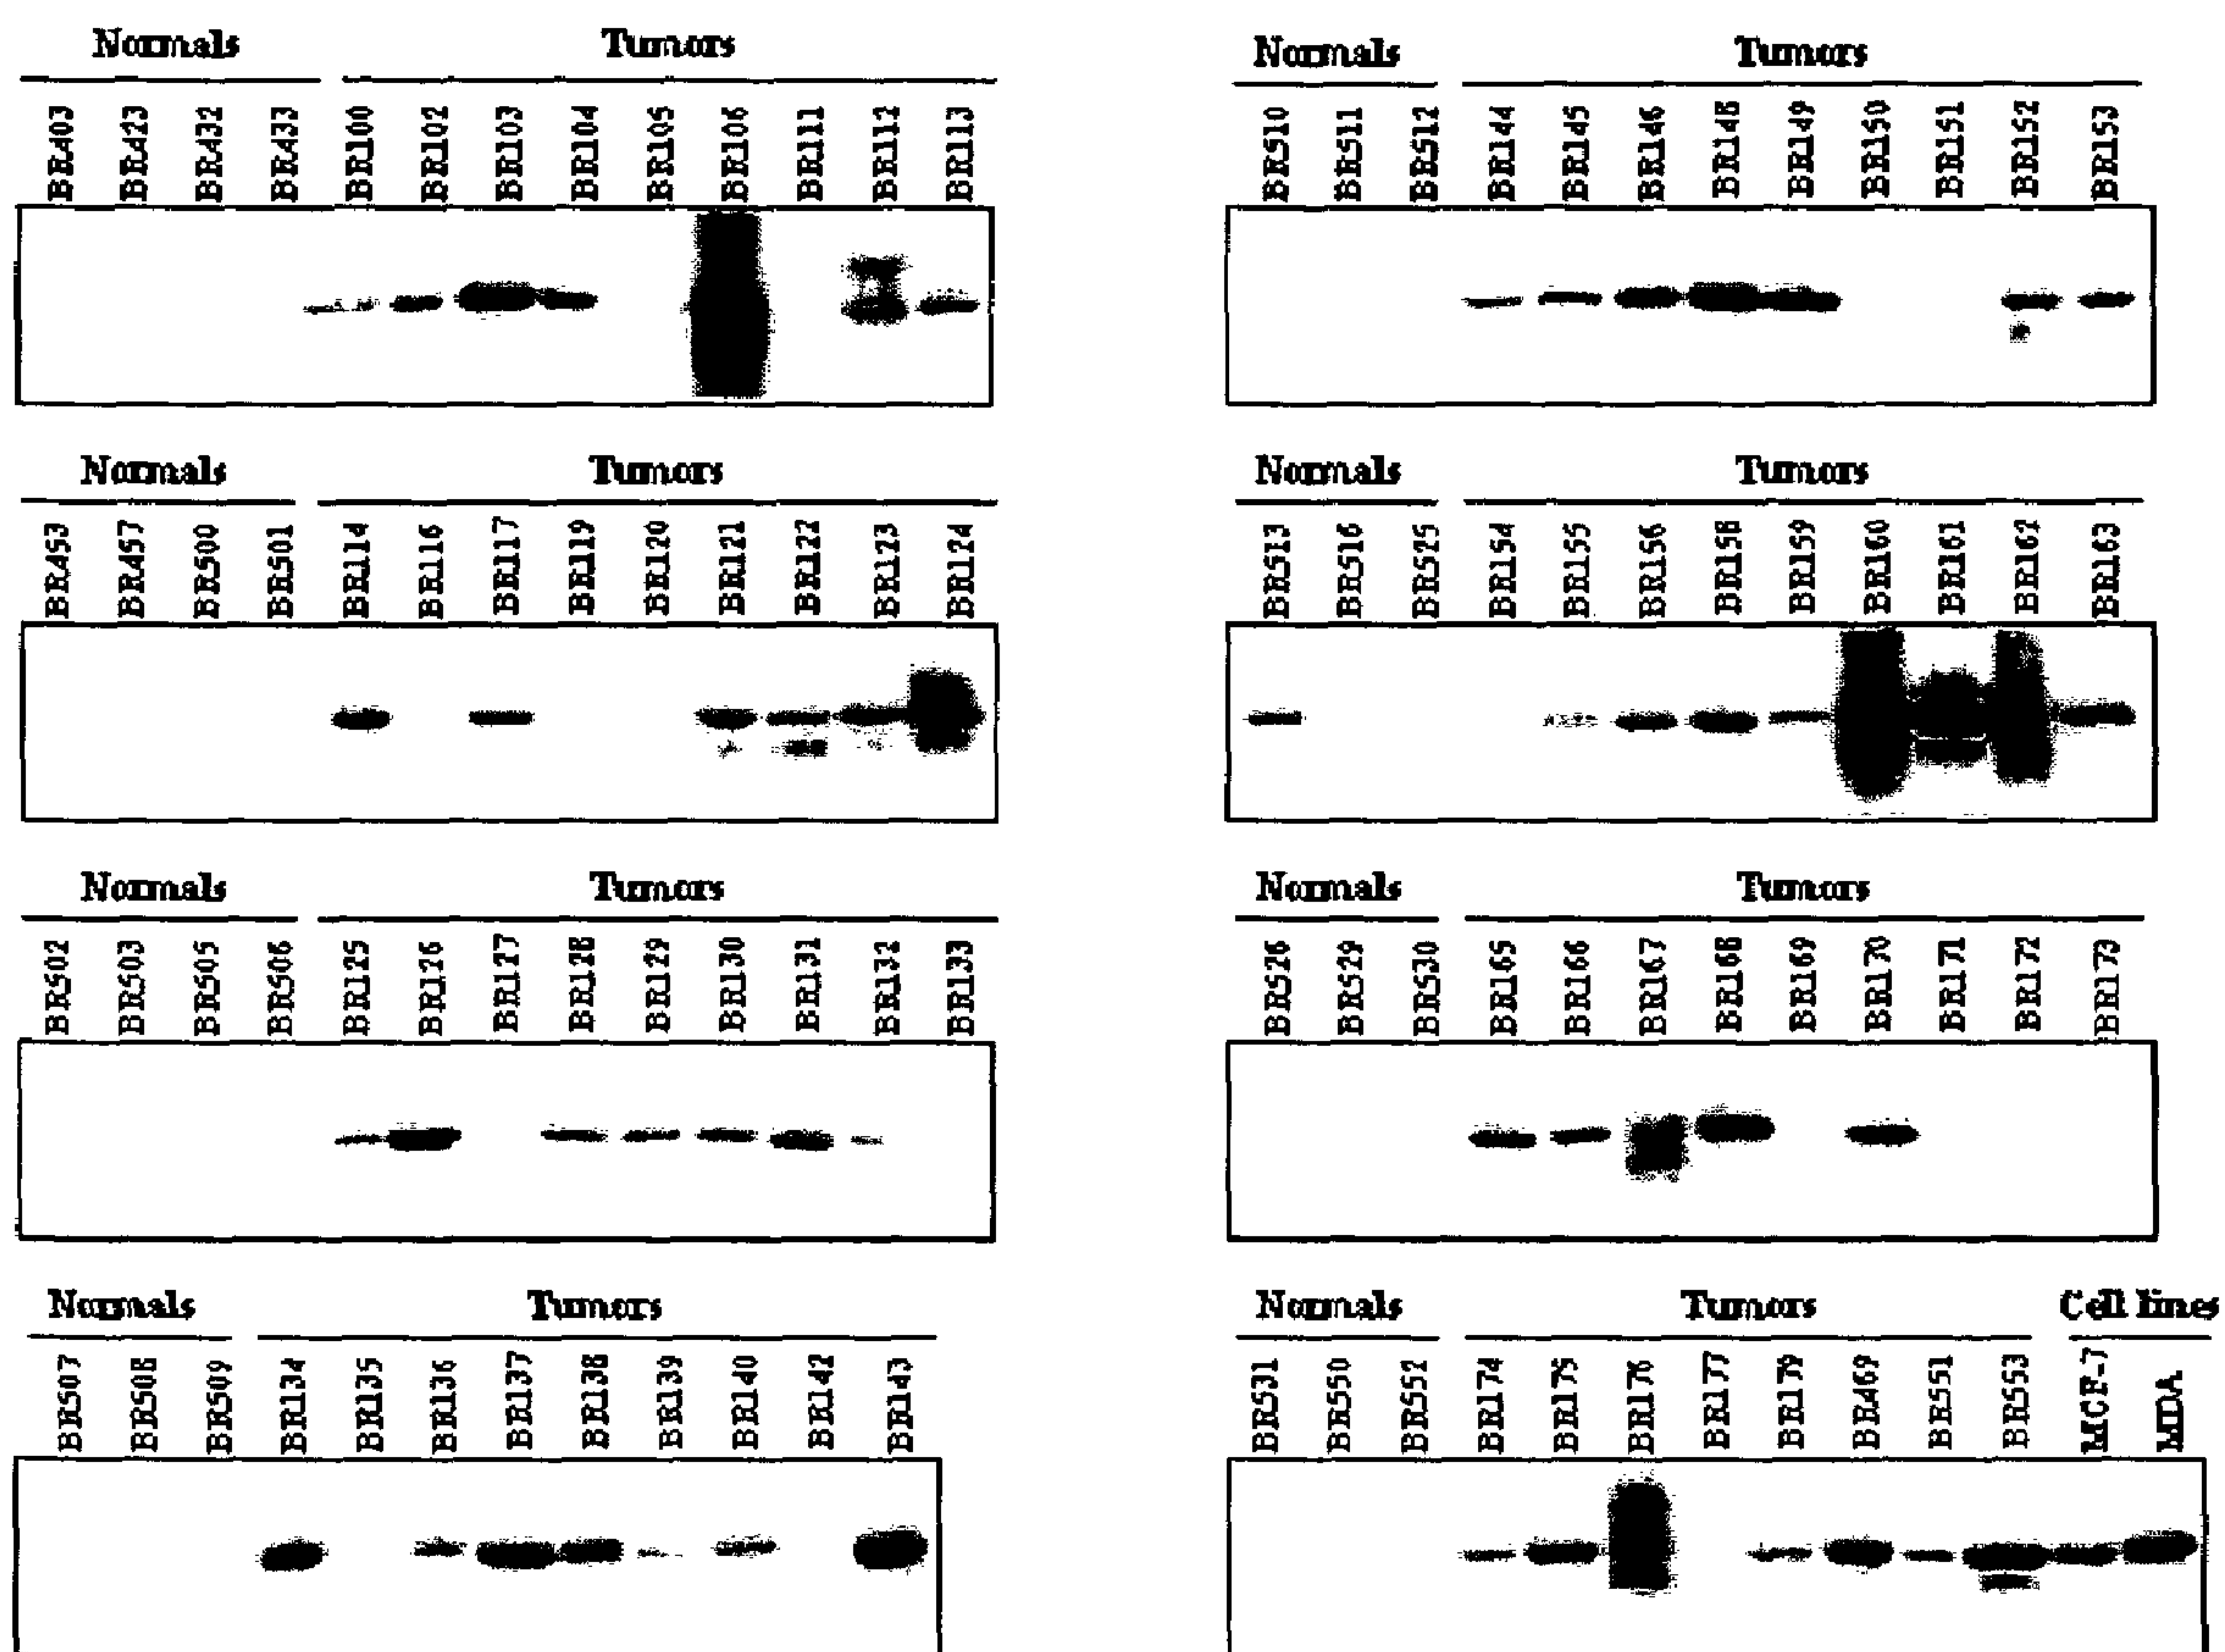 Normals Tumors
BR403 BR423 BR432 BR433 BR100 BR102 BR103 BR104 BR105 BR106 BR111 BR112 BR113
Normals Tumors
BR510 BR511 BR512 BR144 BR145 BR146 BR148 BR149 BR150 BR151 BR152 BR153
Normals Tumors
BR453 BR457 BR500 BR501 BR114 BR116 BR117 BR119 BR120 BR121 BR122 BR123 BR124
Normals Tumors
BR513 BR516 BR525 BR154 BR155 BR156 BR158 BR159 BR160 BR161 BR162 BR163
Normals Tumors
BR502 BR503 BR505 BR506 BR125 BR126 BR127 BR128 BR129 BR130 BR131 BR132 BR133
Normals Tumors
BR526 BR529 BR530 BR165 BR166 BR167 BR168 BR169 BR170 BR171 BR172 BR173
Normals Tumors
BR507 BR508 BR509 BR134 BR135 BR136 BR137 BR138 BR139 BR140 BR142 BR143
Normals Tumors Cell lines
BR531 BR550 BR552 BR174 BR175 BR176 BR177 BR179 BR469 BR551 BR553 MCF-7 MDA